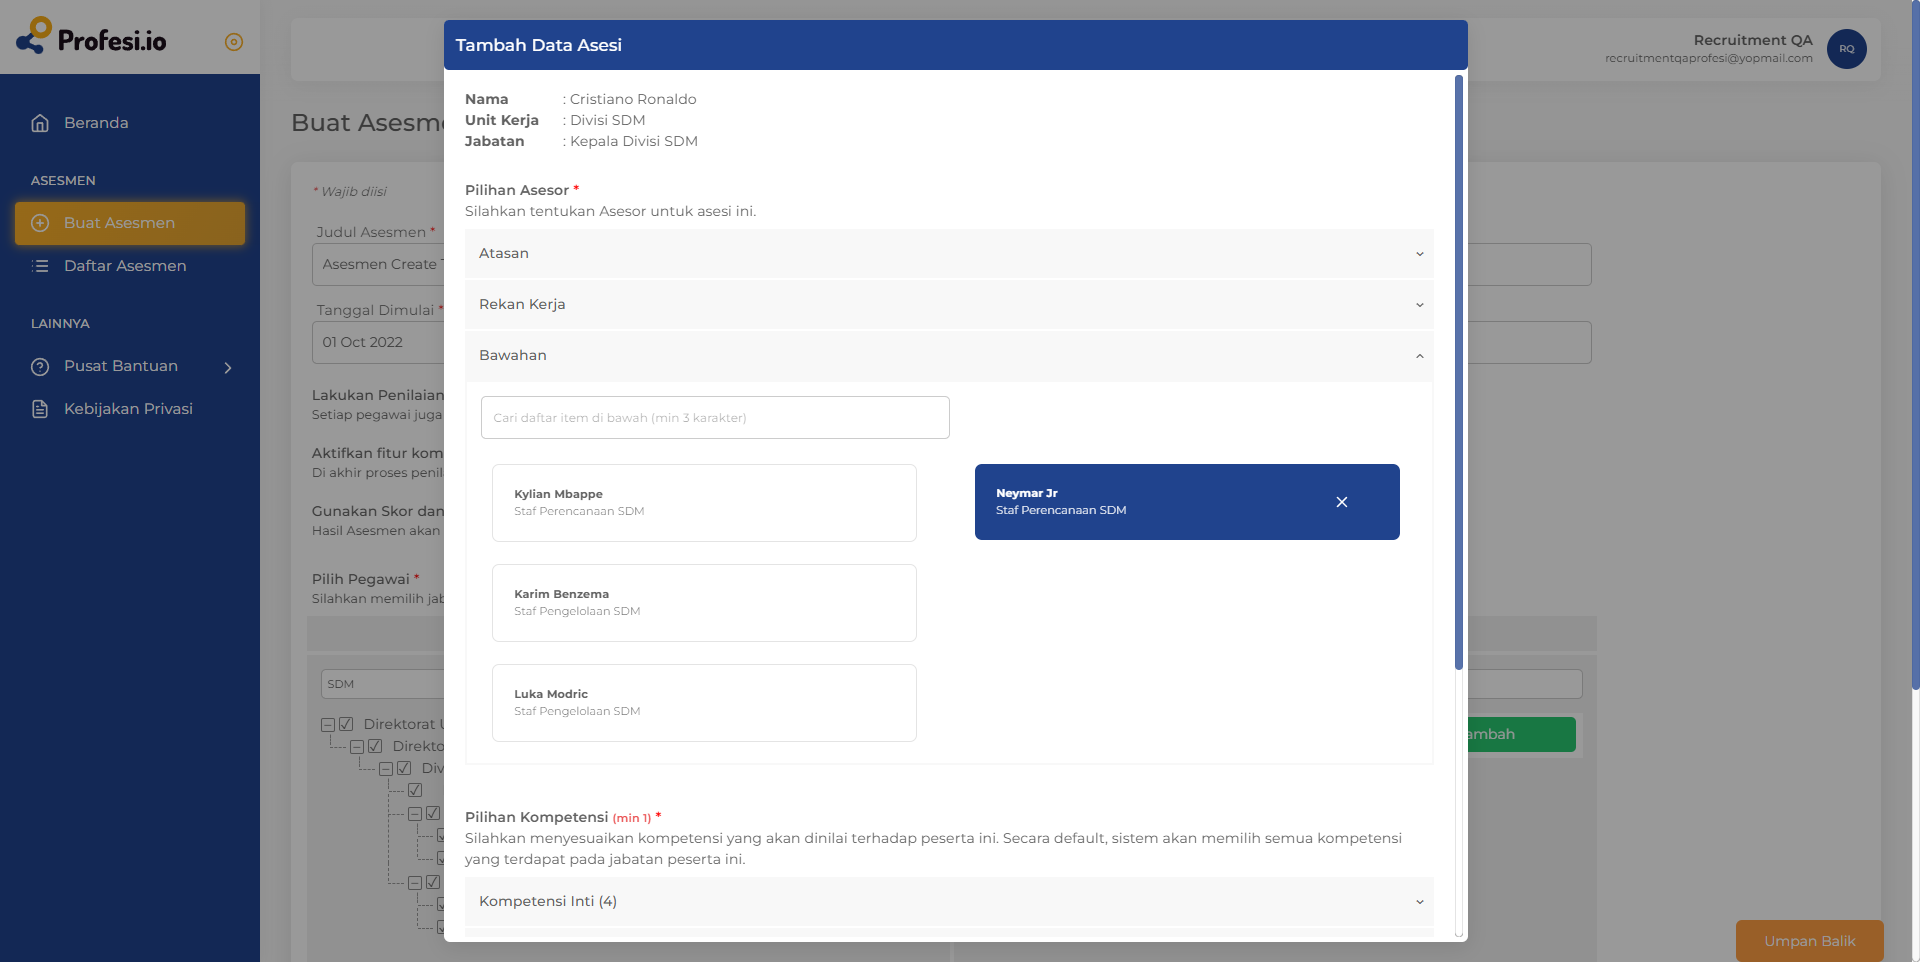 Profesi.io
Beranda
ASESMEN
Buat Asesmen
Daftar Asesmen
LAINNYA
Pusat Bantuan
Kebijakan Privasi
Recruitment QA
recruitmentqaprofesi@yopmail.com
RQ
Buat Asesm
* Wajib diisi
Judul Asesmen *
Asesmen Create
Tanggal Dimulai *
01 Oct 2022
Lakukan Penilaian
Setiap pegawai juga
Aktifkan fitur kom
Di akhir proses penil
Gunakan Skor dan
Hasil Asesmen akan
Pilih Pegawai *
Silahkan memilih jab
SDM
Direktorat
Direkto
Div
Tambah Data Asesi
Nama : Cristiano Ronaldo
Unit Kerja : Divisi SDM
Jabatan : Kepala Divisi SDM
Pilihan Asesor *
Silahkan tentukan Asesor untuk asesi ini.
Atasan
Rekan Kerja
Bawahan
Cari daftar item di bawah (min 3 karakter)
Kylian Mbappe
Staf Perencanaan SDM
Neymar Jr
Staf Perencanaan SDM
Karim Benzema
Staf Pengelolaan SDM
Luka Modric
Staf Pengelolaan SDM
Pilihan Kompetensi (min 1) *
Silahkan menyesuaikan kompetensi yang akan dinilai terhadap peserta ini. Secara default, sistem akan memilih semua kompetensi
yang terdapat pada jabatan peserta ini.
Kompetensi Inti (4)
ambah
Umpan Balik